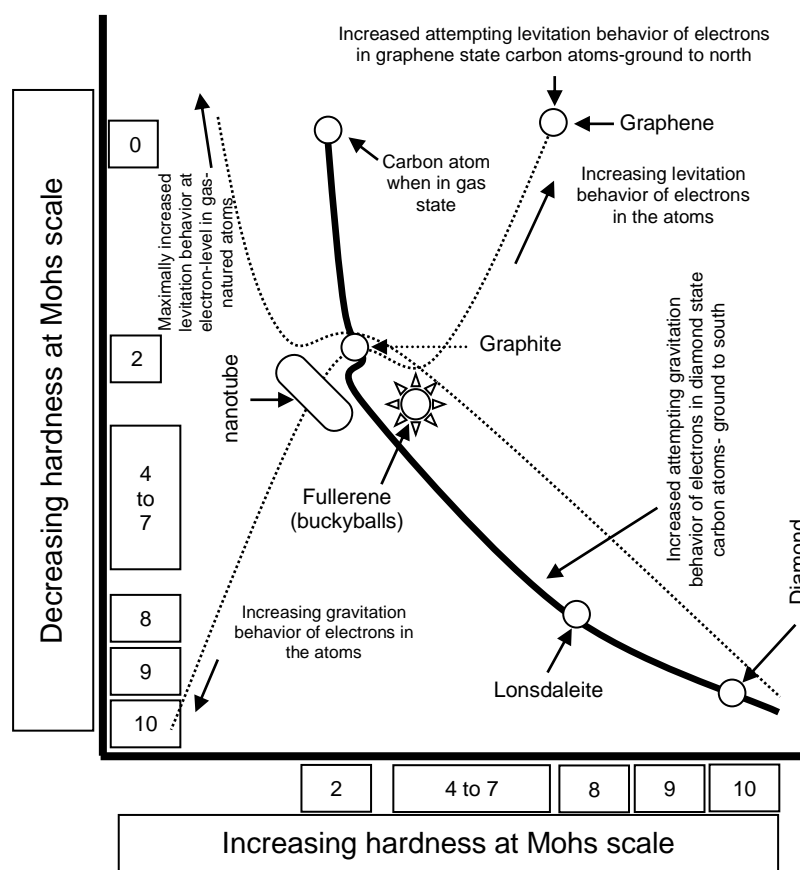 Increased attempting levitation behavior of electrons
in graphene state carbon atoms-ground to north
Graphene
Carbon atom
when in gas
state
Increasing levitation
behavior of electrons
in the atoms
Maximally increased
levitation behavior at
electron-level in gas-
natured atoms
Decreasing hardness at Mohs scale
0
2
4
to
7
8
9
10
Graphite
nanotube
Fullerene
(buckyballs)
Increased attempting gravitation
behavior of electrons in diamond state
carbon atoms- ground to south
Diamond
Increasing gravitation
behavior of electrons in
the atoms
Lonsdaleite
2
4 to 7
8
9
10
Increasing hardness at Mohs scale